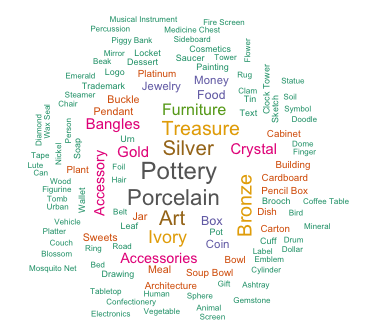 Musical Instrument
Percussion Medicine Chest Fire Screen
Piggy Bank Sideboard Flower
Mirror Locket Cosmetics
Beak Dessert Saucer Tower
Emerald Logo Platinum Painting
Trademark Jewelry Money Rug Clock Tower Statue
Steamer Buckle Food Clam Soil
Chair Pendant Tin Sketch Symbol
Diamond Wax Seal Bangles Furniture Text Doodle
Person Urn Treasure Cabinet
Tape Nickel Soap Gold Silver Crystal Dome
Lute Finger
Can Plant Accessory Foil Pottery Building
Wood Hair Cardboard
Figurine Wallet Porcelain Bronze Pencil Box
Tomb Brooch Coffee Table
Urban Belt Jar Art Box Dish Bird
Vehicle Leaf Pot Carton Mineral
Platter Sweets Ivory Coin Cuff Drum
Couch Ring Road Label Dollar
Blossom Accessories Bowl Emblem
Mosquito Net Bed Drawing Meal Soup Bowl Cylinder
Tabletop Architecture Gift Ashtray
Human Sphere
Confectionery Gemstone
Electronics Vegetable Animal
Screen